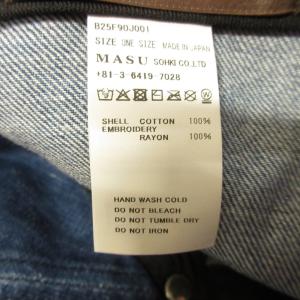 B25F90J001
SIZE ONE SIZE MADE IN JAPAN
MASU SOHKI CO.LTD
+81-3-6419-7028
SHELL COTTON 100%
EMBROIDERY
RAYON 100%
HAND WASH COLD
DO NOT BLEACH
DO NOT TUMBLE DRY
DO NOT IRON